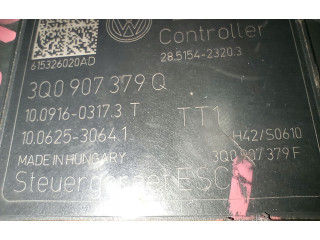 Controller
28.5154-2320.3
615326020AD
3Q0 907 379 Q
10.0916-0317.3 T
TT1
10.0625-3064.1
H42/S0610
MADE IN HUNGARY
3Q0 907 379 F
Steuergeraet ESC